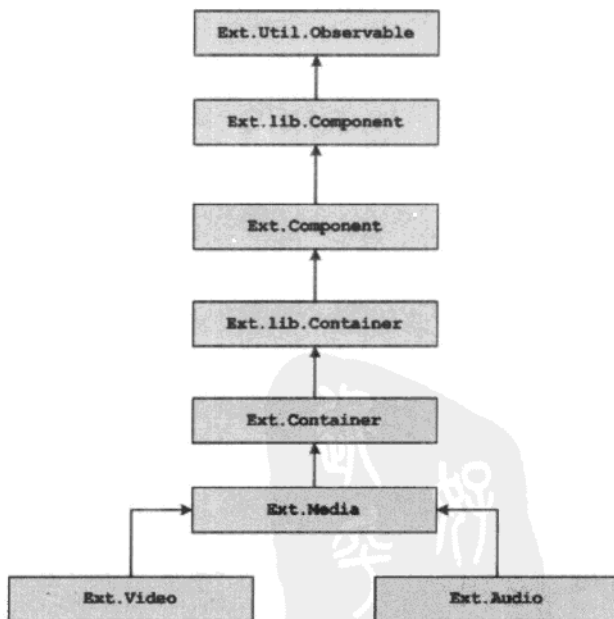 Ext.Util.Observable
Ext.lib.Component
Ext.Component
Ext.lib.Container
Ext.Container
Ext.Media
Ext.Video
Ext.Audio